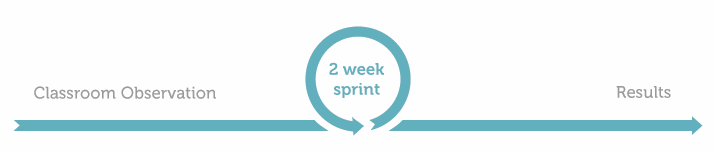 Classroom Observation
2 week
sprint
Results